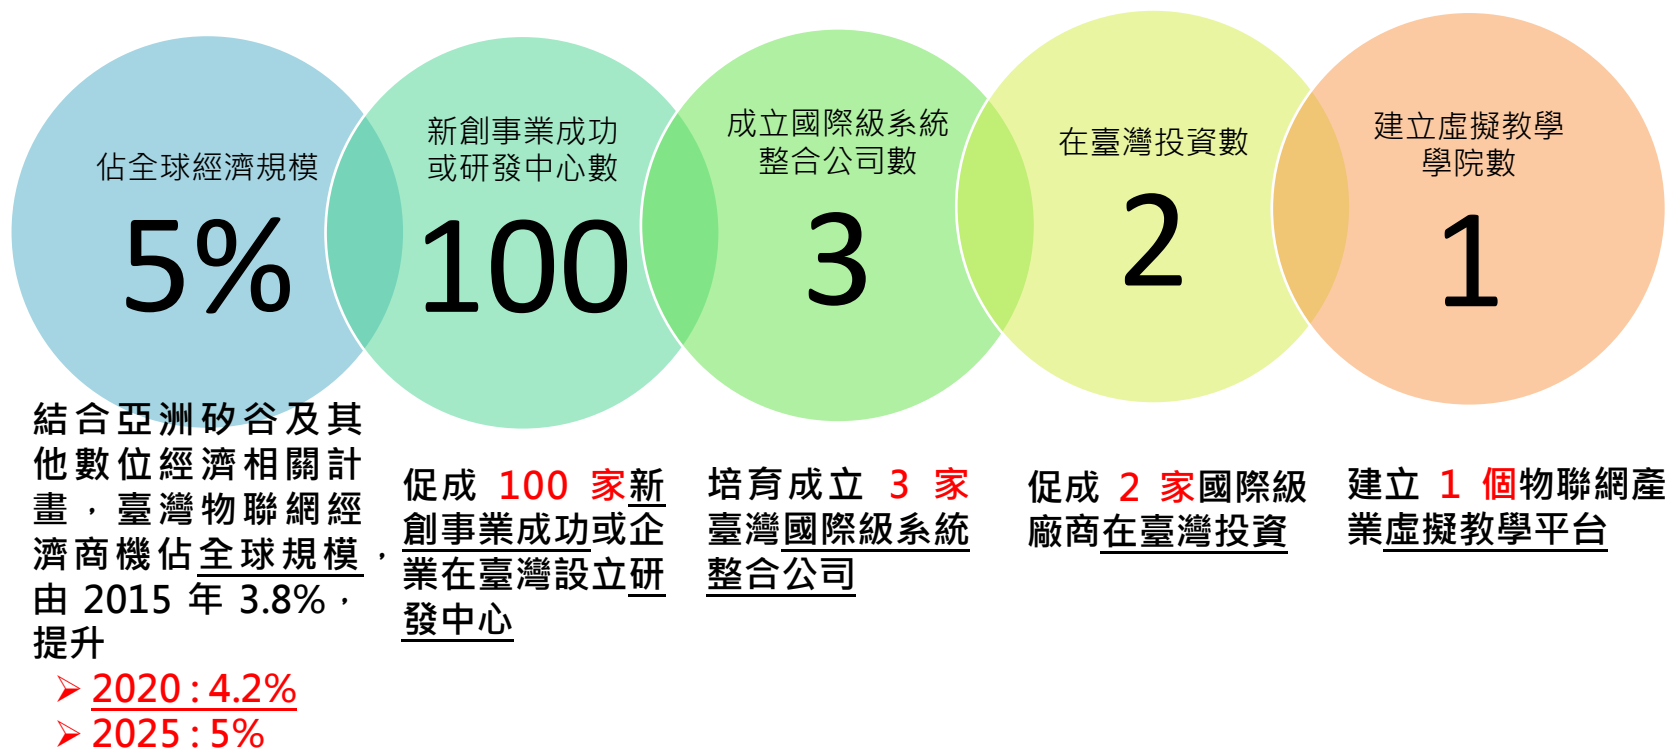 佔全球經濟規模
5%
新創事業成功
或研發中心數
100
成立國際級系統
整合公司數
3
在臺灣投資數
2
建立虛擬教學
學院數
1
結合亞洲矽谷及其
他數位經濟相關計
畫，臺灣物聯網經
濟商機佔全球規模，
由 2015 年 3.8%，
提升
➢ 2020 : 4.2%
➢ 2025 : 5%
促成 100 家新
創事業成功或企
業在臺灣設立研
發中心
培育成立 3 家
臺灣國際級系統
整合公司
促成 2 家國際級
廠商在臺灣投資
建立 1 個物聯網產
業虛擬教學平台